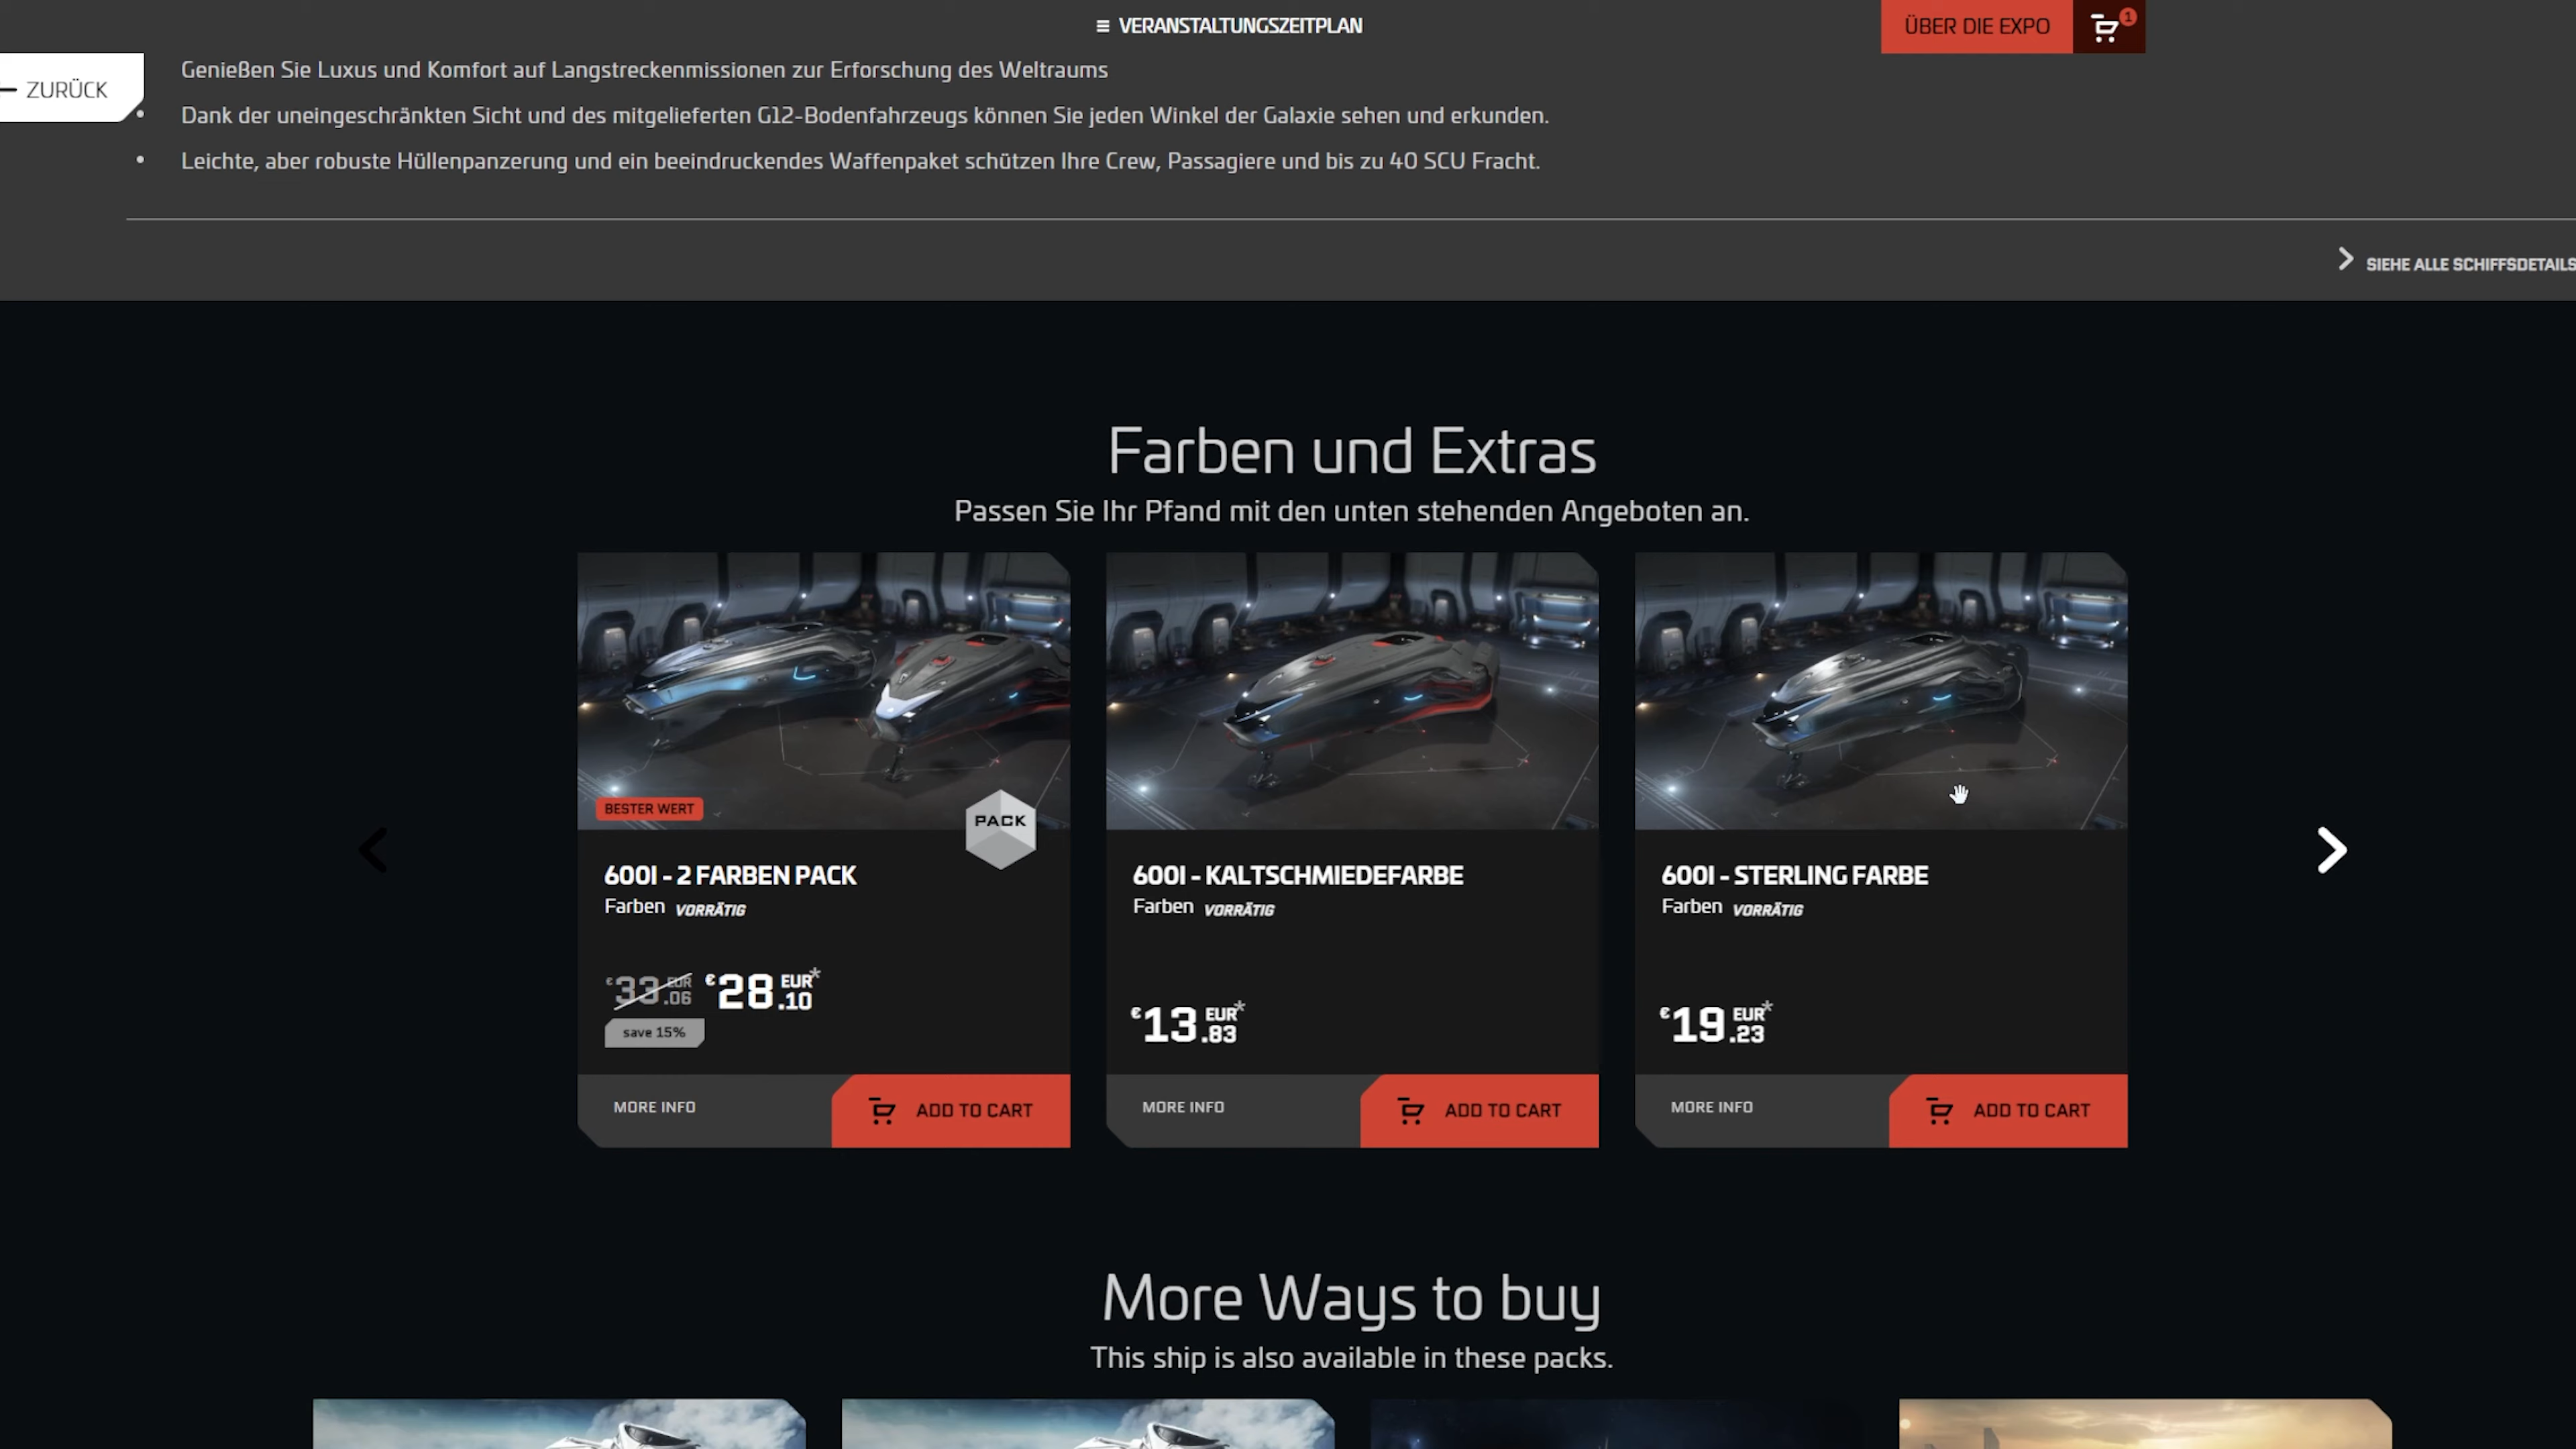 VERANSTALTUNGSZEITPLAN
ÜBER DIE EXPO
1
ZURÜCK
Genießen Sie Luxus und Komfort auf Langstreckenmissionen zur Erforschung des Weltraums
• Dank der uneingeschränkten Sicht und des mitgelieferten G12-Bodenfahrzeugs können Sie jeden Winkel der Galaxie sehen und erkunden.
• Leichte, aber robuste Hüllenpanzerung und ein beeindruckendes Waffenpaket schützen Ihre Crew, Passagiere und bis zu 40 SCU Fracht.
SIEHE ALLE SCHIFFSDETAILS
Farben und Extras
Passen Sie Ihr Pfand mit den unten stehenden Angeboten an.
BESTER WERT
PACK
600I - 2 FARBEN PACK
Farben VORRÄTIG
€33.06 EUR €28.10 EUR*
save 15%
MORE INFO
ADD TO CART
600I - KALTSCHMIEDEFARBE
Farben VORRÄTIG
€13.83 EUR*
MORE INFO
ADD TO CART
600I - STERLING FARBE
Farben VORRÄTIG
€19.23 EUR*
MORE INFO
ADD TO CART
More Ways to buy
This ship is also available in these packs.